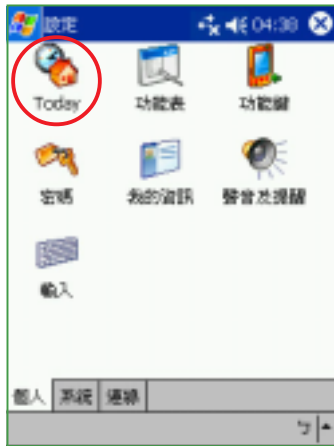 設定 04:38
Today 功能表 功能鍵
密碼 我的資訊 聲音及提醒
輸入
個人 系統 連線
ㄅ